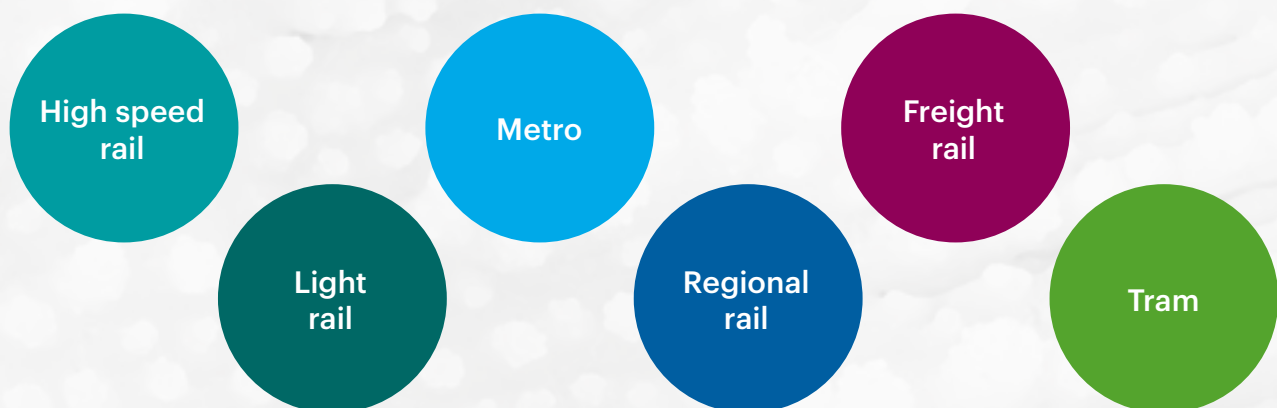 High speed
rail
Metro
Freight
rail
Light
rail
Regional
rail
Tram